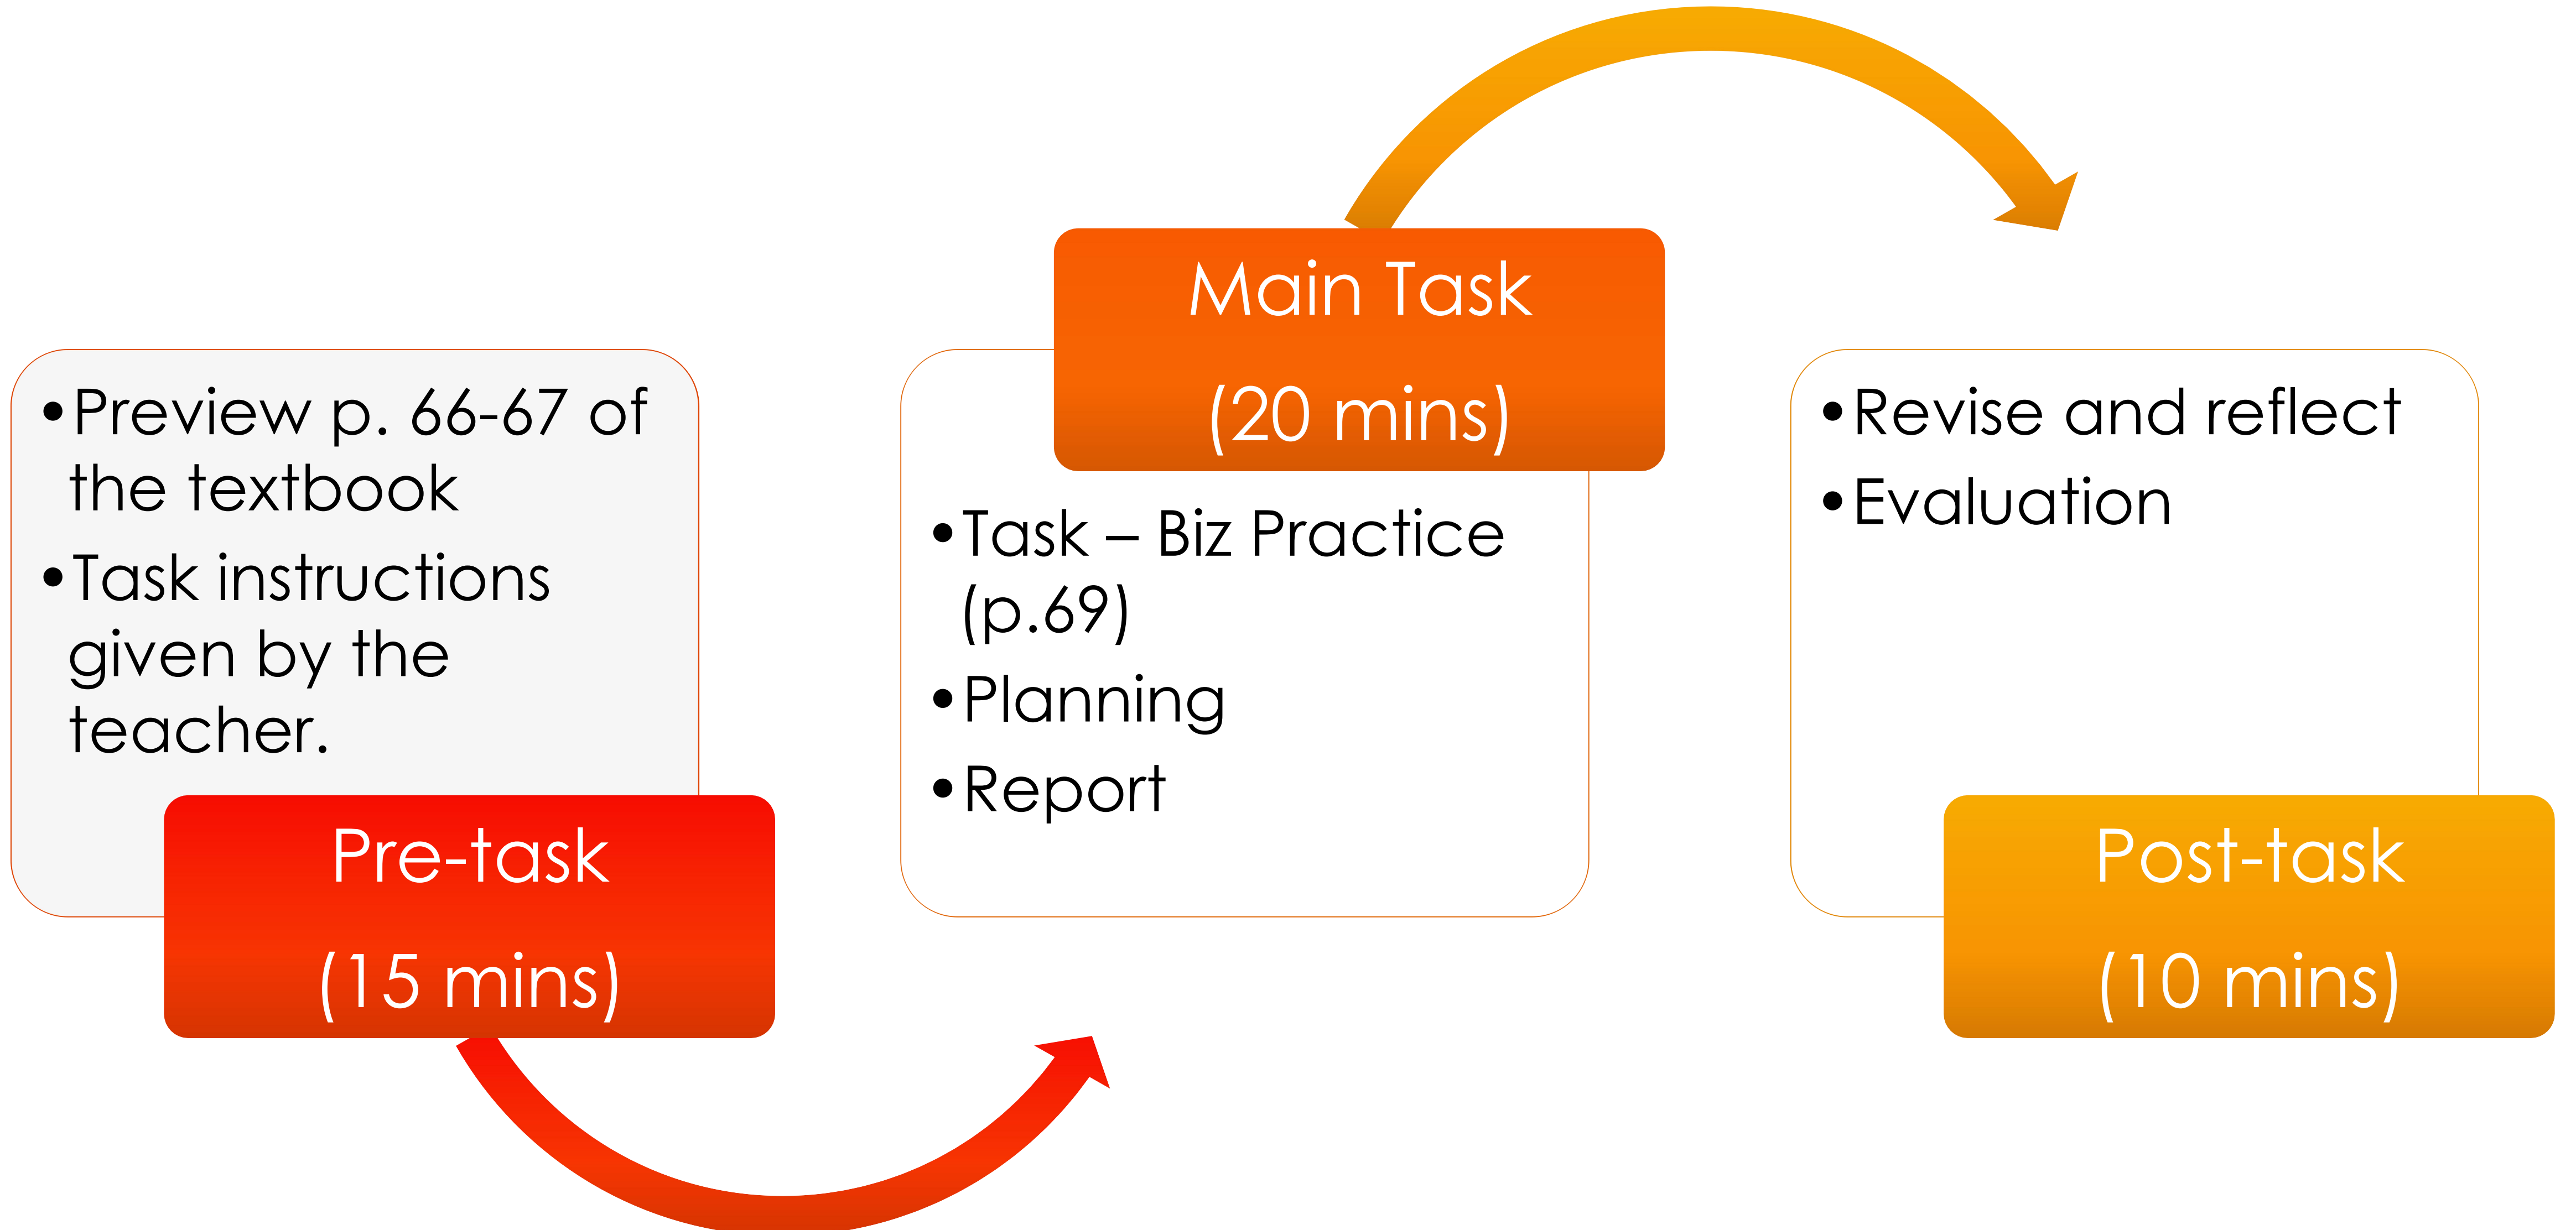 •Preview p. 66-67 of
the textbook
•Task instructions
given by the
teacher.
Pre-task
(15 mins)
Main Task
(20 mins)
•Task – Biz Practice
(p.69)
•Planning
•Report
•Revise and reflect
•Evaluation
Post-task
(10 mins)